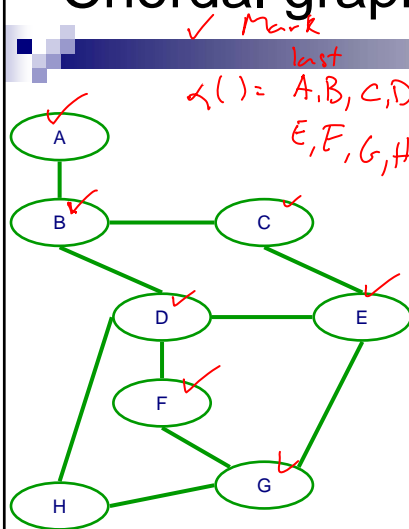 Chordal graph
✓ Mark
last
α( ) = A, B, C, D
E, F, G, H
A
B
C
D
E
F
G
H